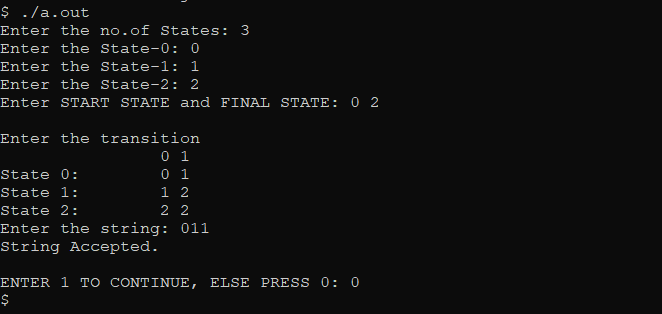 $ ./a.out
Enter the no.of States: 3
Enter the State-0: 0
Enter the State-1: 1
Enter the State-2: 2
Enter START STATE and FINAL STATE: 0 2
Enter the transition
0 1
State 0: 0 1
State 1: 1 2
State 2: 2 2
Enter the string: 011
String Accepted.
ENTER 1 TO CONTINUE, ELSE PRESS 0: 0
$